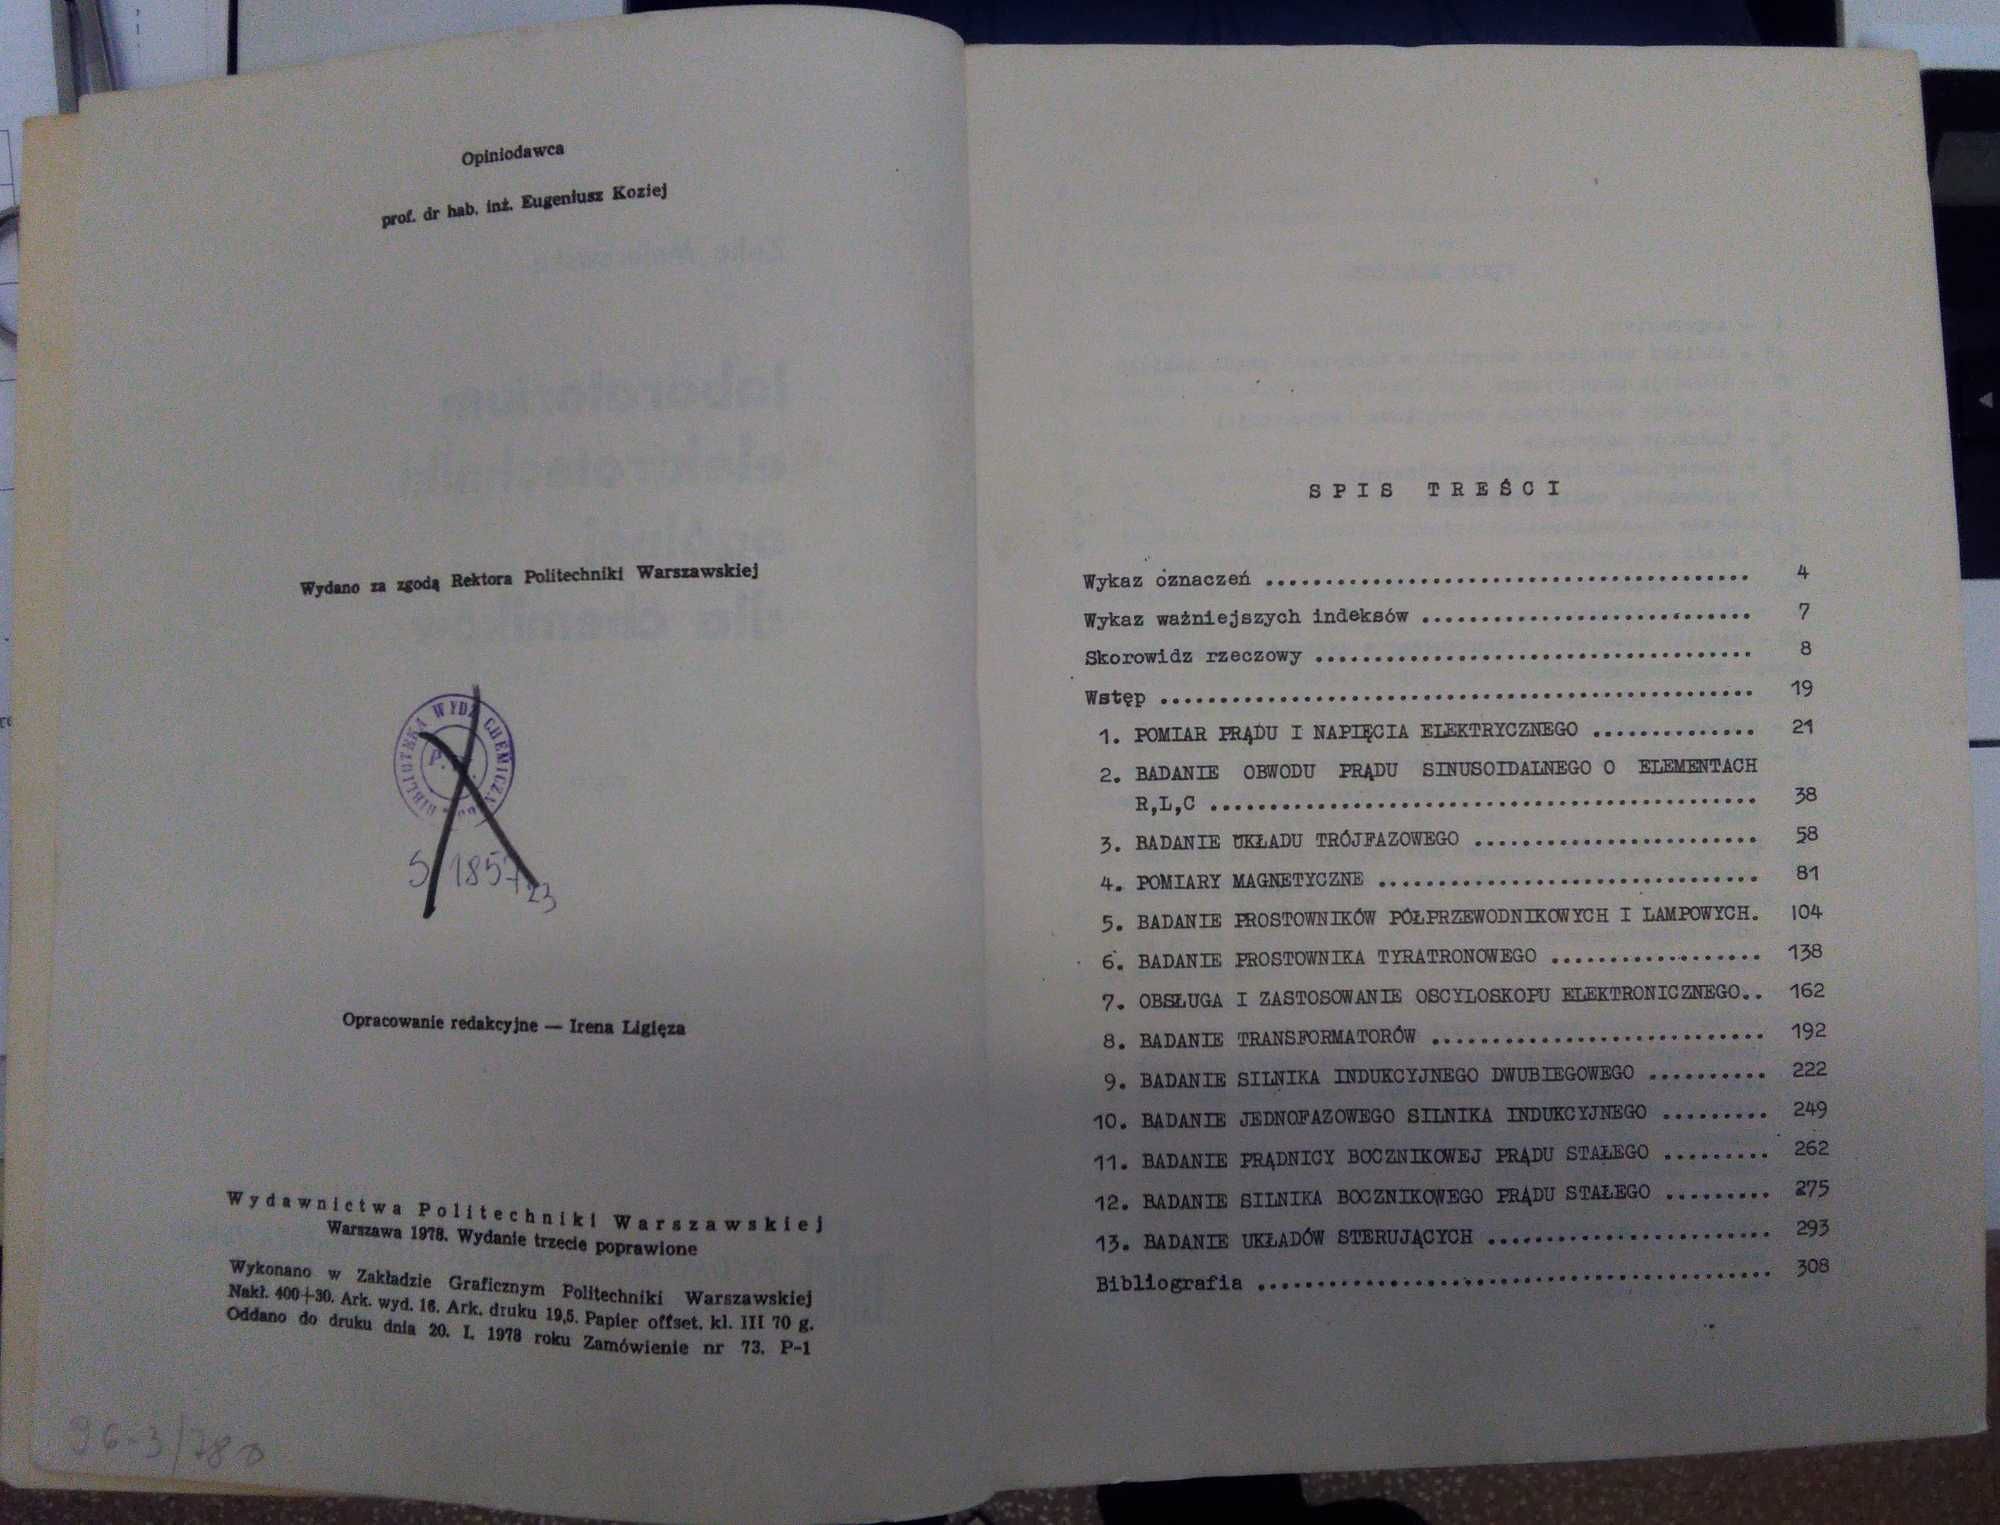 Opiniodawca
prof. dr hab. inż. Eugeniusz Koziej
Wydano za zgodą Rektora Politechniki Warszawskiej
BIBLIOTEKA WYDZ CHEMICZN
Opracowanie redakcyjne — Irena Ligięza
Wydawnictwa Politechniki Warszawskiej
Warszawa 1978. Wydanie trzecie poprawione
Wykonano w Zakładzie Graficznym Politechniki Warszawskiej
Nakł. 400+30. Ark. wyd. 16. Ark. druku 19,5. Papier offset. kl. III 70 g.
Oddano do druku dnia 20. I. 1978 roku Zamówienie nr 73. P-1
SPIS TREŚCI
Wykaz oznaczeń ........................................ 4
Wykaz ważniejszych indeksów ............................ 7
Skorowidz rzeczowy ..................................... 8
Wstęp .................................................. 19
1. POMIAR PRĄDU I NAPIĘCIA ELEKTRYCZNEGO .............. 21
2. BADANIE OBWODU PRĄDU SINUSOIDALNEGO O ELEMENTACH
R,L,C .............................................. 38
3. BADANIE UKŁADU TRÓJFAZOWEGO ........................ 58
4. POMIARY MAGNETYCZNE ................................ 81
5. BADANIE PROSTOWNIKÓW PÓŁPRZEWODNIKOWYCH I LAMPOWYCH. 104
6. BADANIE PROSTOWNIKA TYRATRONOWEGO .................. 138
7. OBSŁUGA I ZASTOSOWANIE OSCYLOSKOPU ELEKTRONICZNEGO.. 162
8. BADANIE TRANSFORMATORÓW ............................ 192
9. BADANIE SILNIKA INDUKCYJNEGO DWUBIEGOWEGO .......... 222
10. BADANIE JEDNOFAZOWEGO SILNIKA INDUKCYJNEGO ......... 249
11. BADANIE PRĄDNICY BOCZNIKOWEJ PRĄDU STAŁEGO ......... 262
12. BADANIE SILNIKA BOCZNIKOWEGO PRĄDU STAŁEGO ......... 275
13. BADANIE UKŁADÓW STERUJĄCYCH ........................ 293
Bibliografia ........................................... 308